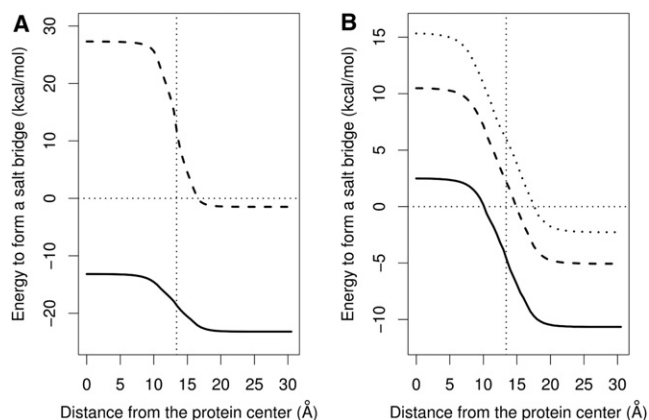 A
Energy to form a salt bridge (kcal/mol)
30
20
10
0
−10
−20
0 5 10 15 20 25 30
Distance from the protein center (Å)
B
Energy to form a salt bridge (kcal/mol)
15
10
5
0
−5
−10
0 5 10 15 20 25 30
Distance from the protein center (Å)